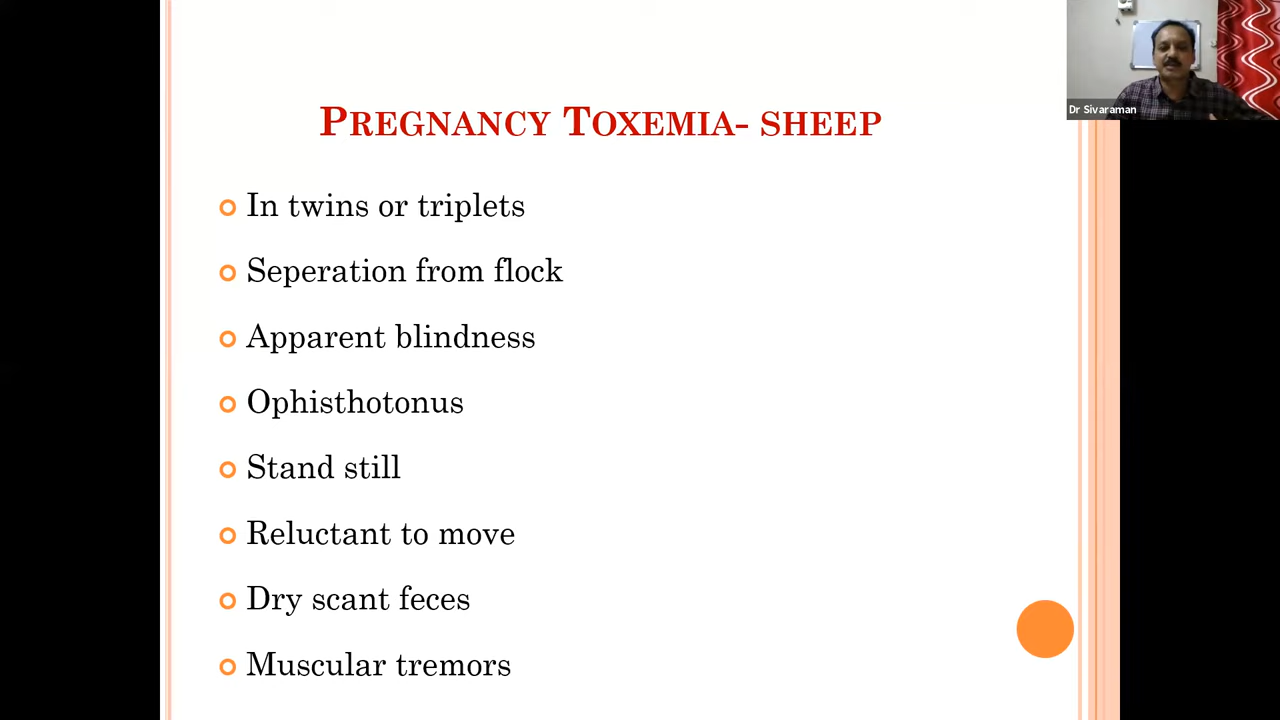 PREGNANCY TOXEMIA- SHEEP
In twins or triplets
Seperation from flock
Apparent blindness
Ophisthotonus
Stand still
Reluctant to move
Dry scant feces
Muscular tremors
Dr Sivaraman